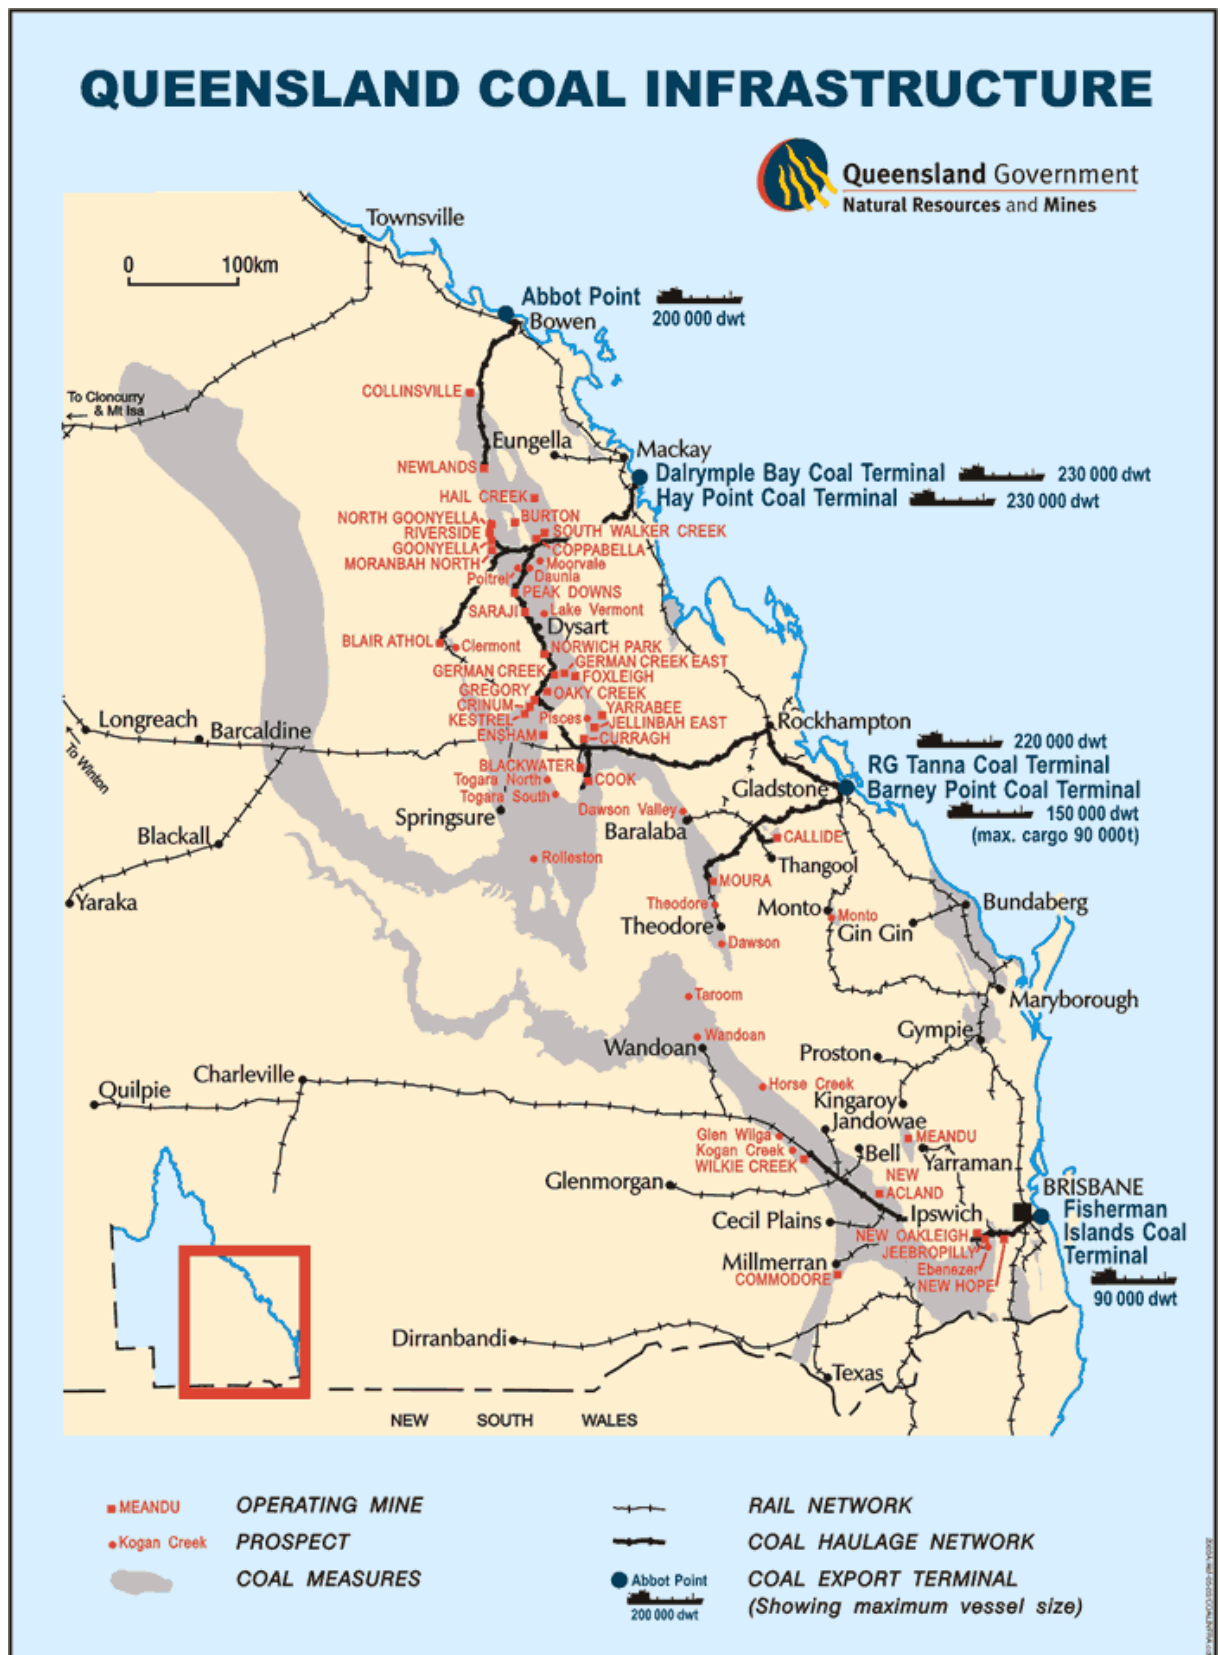 QUEENSLAND COAL INFRASTRUCTURE
Queensland Government
Natural Resources and Mines
Townsville
0 100km
Abbot Point
200 000 dwt
Bowen
COLLINSVILLE
To Cloncurry
& Mt Isa
Eungella
Mackay
NEWLANDS
Dalrymple Bay Coal Terminal
230 000 dwt
Hay Point Coal Terminal
230 000 dwt
HAIL CREEK
NORTH GOONYELLA
BURTON
RIVERSIDE
SOUTH WALKER CREEK
GOONYELLA
COPPABELLA
MORANBAH NORTH
Moorvale
Poitrel
Daunia
PEAK DOWNS
SARAJI
Lake Vermont
Dysart
BLAIR ATHOL
Clermont
NORWICH PARK
GERMAN CREEK EAST
GERMAN CREEK
FOXLEIGH
GREGORY
OAKY CREEK
CRINUM
YARRABEE
KESTREL
Pisces
JELLINBAH EAST
ENSHAM
CURRAGH
Longreach
Barcaldine
To Winton
Rockhampton
220 000 dwt
RG Tanna Coal Terminal
BLACKWATER
Togara North
COOK
Gladstone
Barney Point Coal Terminal
Togara South
150 000 dwt
(max. cargo 90 000t)
Springsure
Dawson Valley
Baralaba
Blackall
CALLIDE
Rolleston
Thangool
MOURA
Yaraka
Theodore
Monto
Monto
Bundaberg
Theodore
Gin Gin
Dawson
Taroom
Maryborough
Wandoan
Wandoan
Gympie
Proston
Charleville
Quilpie
Horse Creek
Kingaroy
Jandowae
Glen Wilga
MEANDU
Kogan Creek
Bell
WILKIE CREEK
Yarraman
Glenmorgan
NEW
ACLAND
BRISBANE
Cecil Plains
Ipswich
Fisherman
Islands Coal
Terminal
NEW OAKLEIGH
JEEBROPILLY
Millmerran
Ebenezer
COMMODORE
NEW HOPE
90 000 dwt
Dirranbandi
Texas
NEW SOUTH WALES
MEANDU OPERATING MINE
RAIL NETWORK
Kogan Creek PROSPECT
COAL HAULAGE NETWORK
COAL MEASURES
Abbot Point COAL EXPORT TERMINAL
200 000 dwt (Showing maximum vessel size)